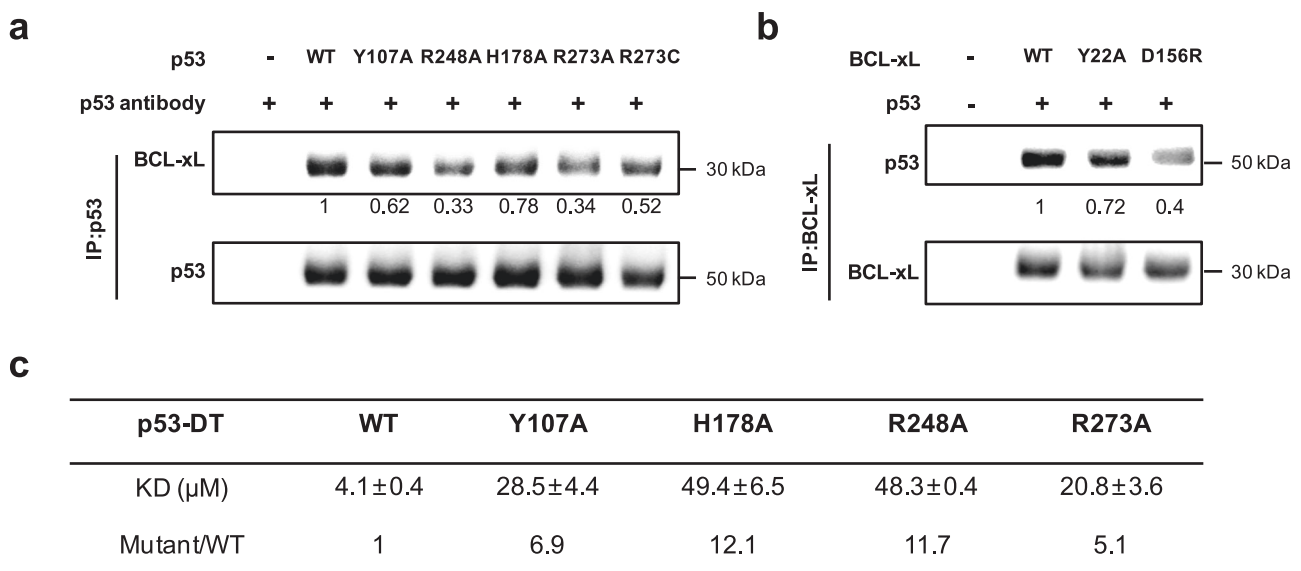 a
p53 - WT Y107A R248A H178A R273A R273C
p53 antibody + + + + + + +
IP:p53
BCL-xL 30 kDa
1 0.62 0.33 0.78 0.34 0.52
p53 50 kDa
b
BCL-xL - WT Y22A D156R
p53 - + + +
IP:BCL-xL
p53 50 kDa
1 0.72 0.4
BCL-xL 30 kDa
c
p53-DT WT Y107A H178A R248A R273A
KD (μM) 4.1±0.4 28.5±4.4 49.4±6.5 48.3±0.4 20.8±3.6
Mutant/WT 1 6.9 12.1 11.7 5.1